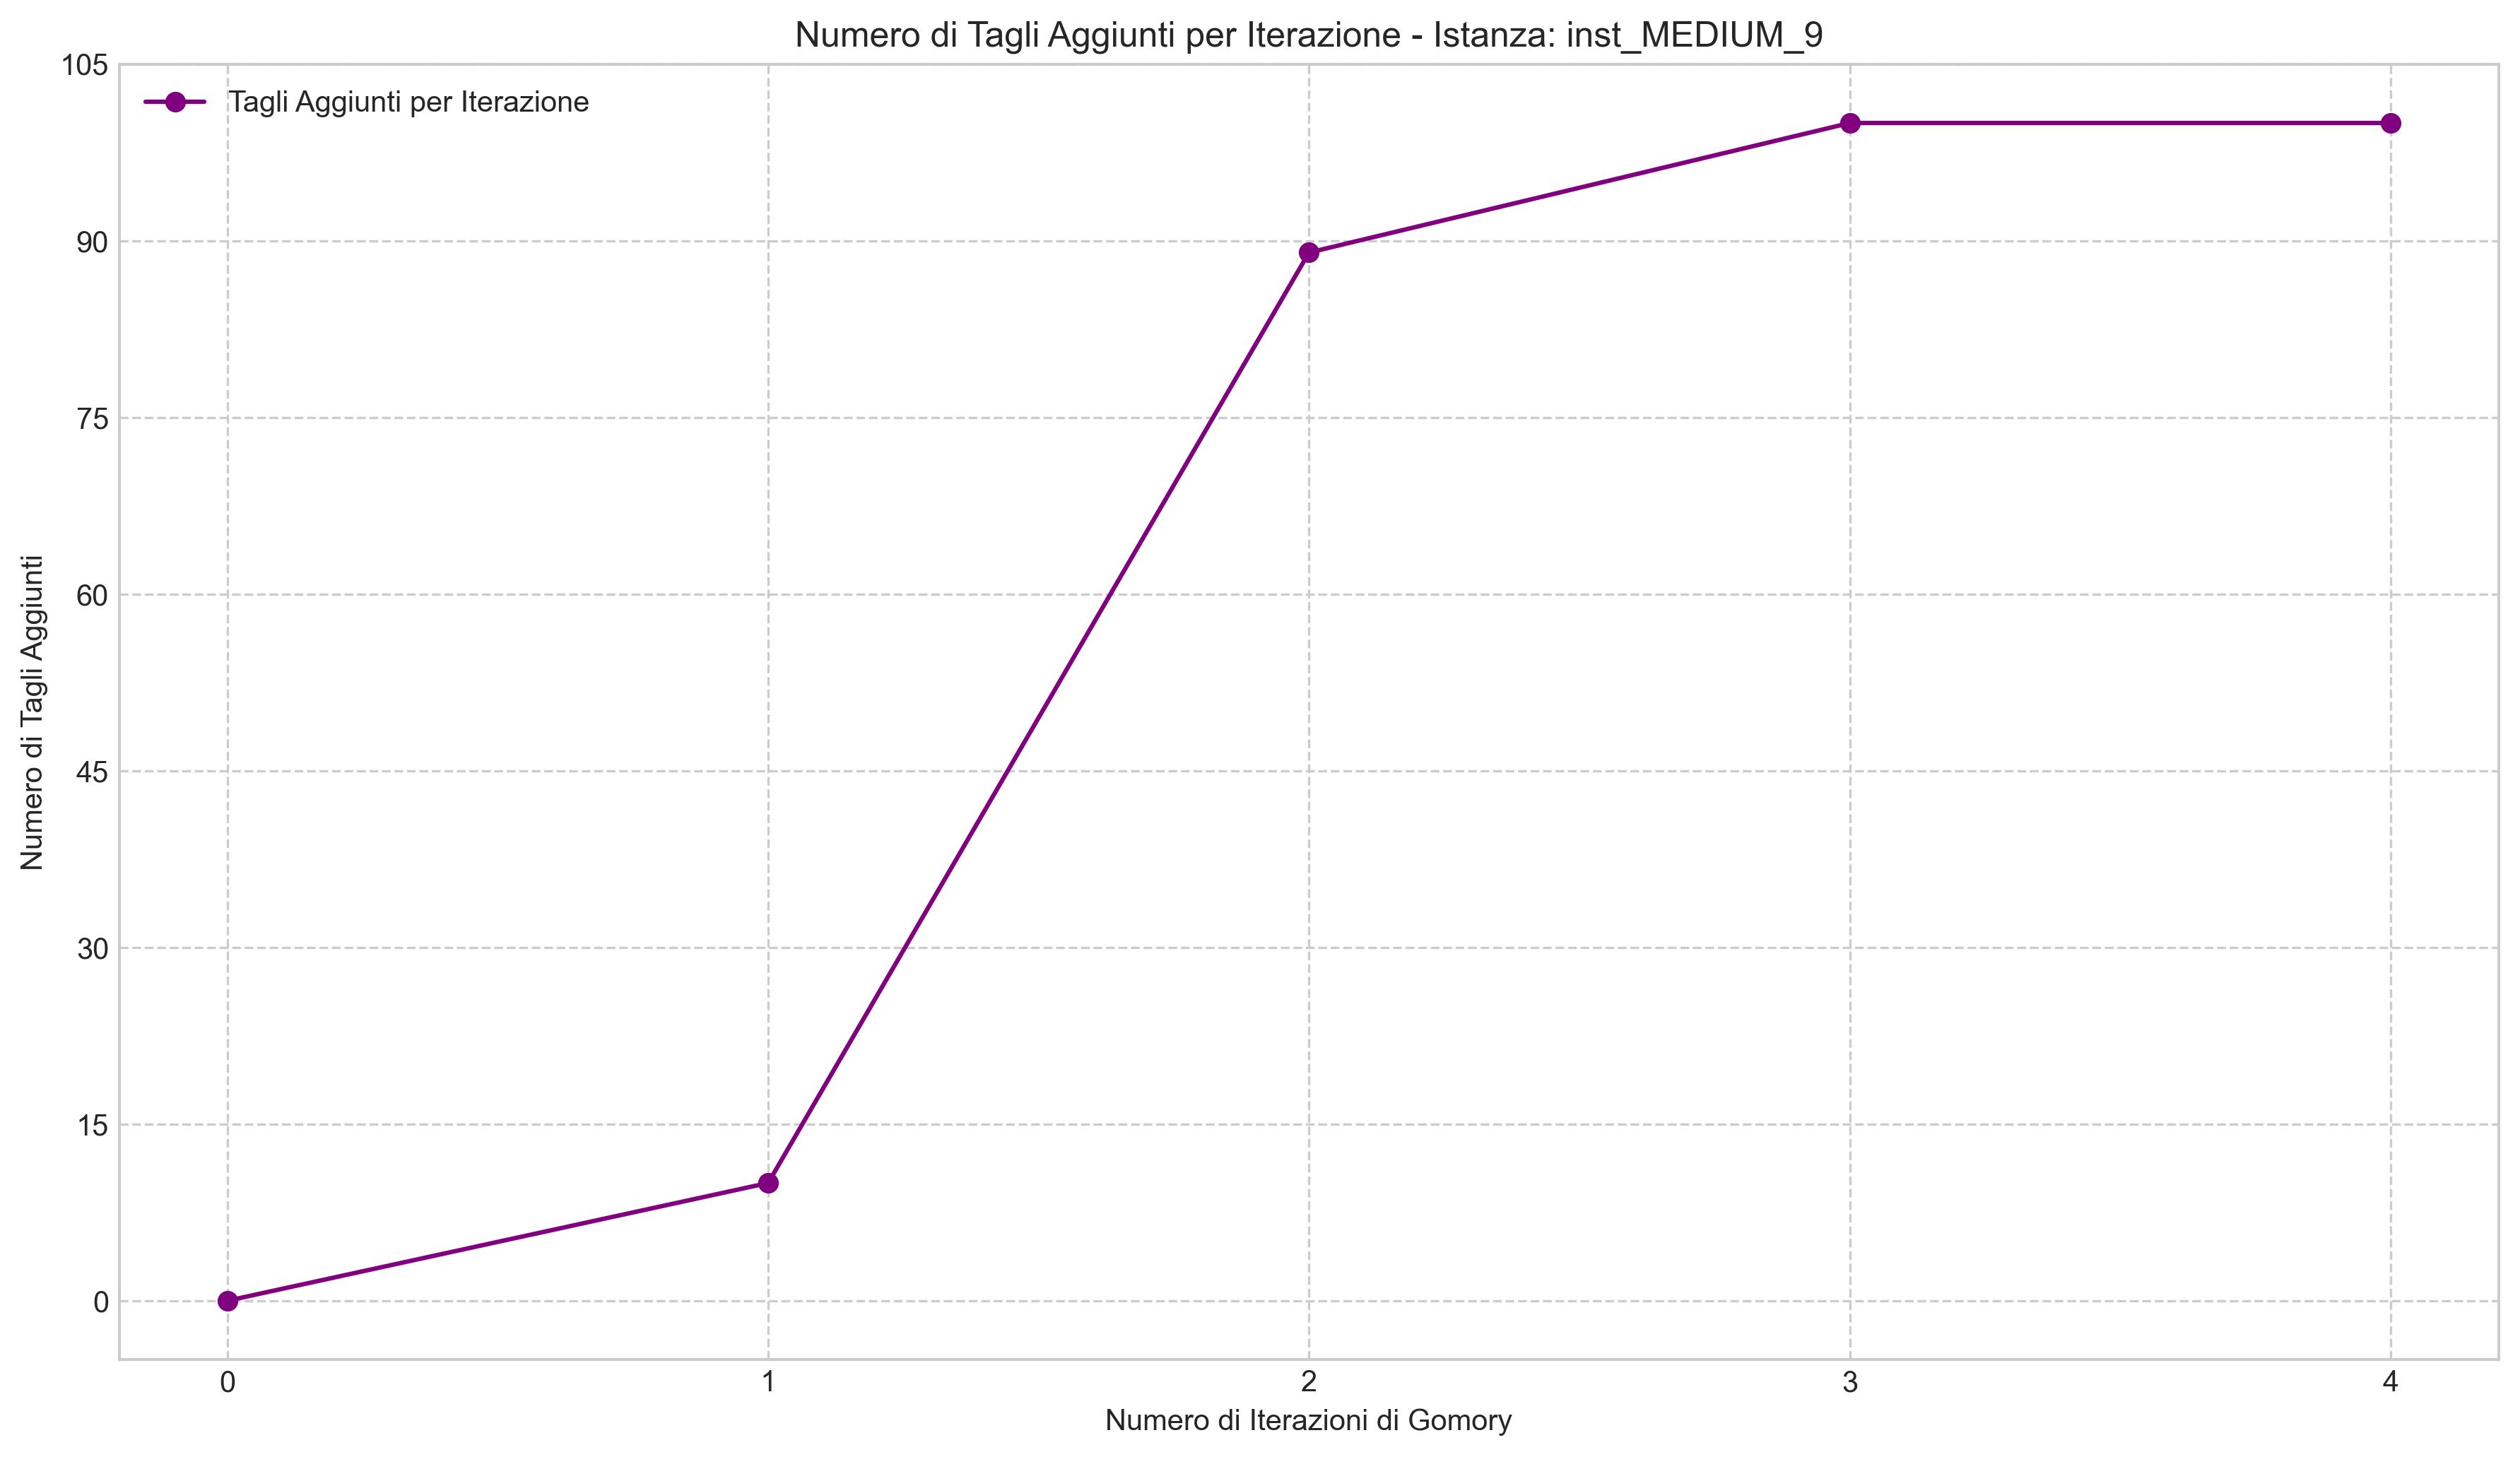 Numero di Tagli Aggiunti per Iterazione - Istanza: inst_MEDIUM_9
Tagli Aggiunti per Iterazione
105
90
75
60
45
30
15
0
Numero di Tagli Aggiunti
0 1 2 3 4
Numero di Iterazioni di Gomory